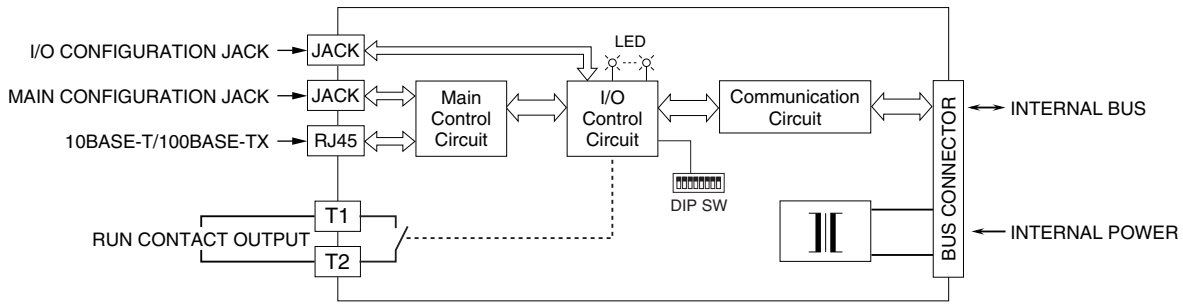 I/O CONFIGURATION JACK
JACK
LED
MAIN CONFIGURATION JACK
JACK
Main
Control
Circuit
I/O
Control
Circuit
Communication
Circuit
BUS CONNECTOR
INTERNAL BUS
10BASE-T/100BASE-TX
RJ45
DIP SW
T1
RUN CONTACT OUTPUT
T2
INTERNAL POWER